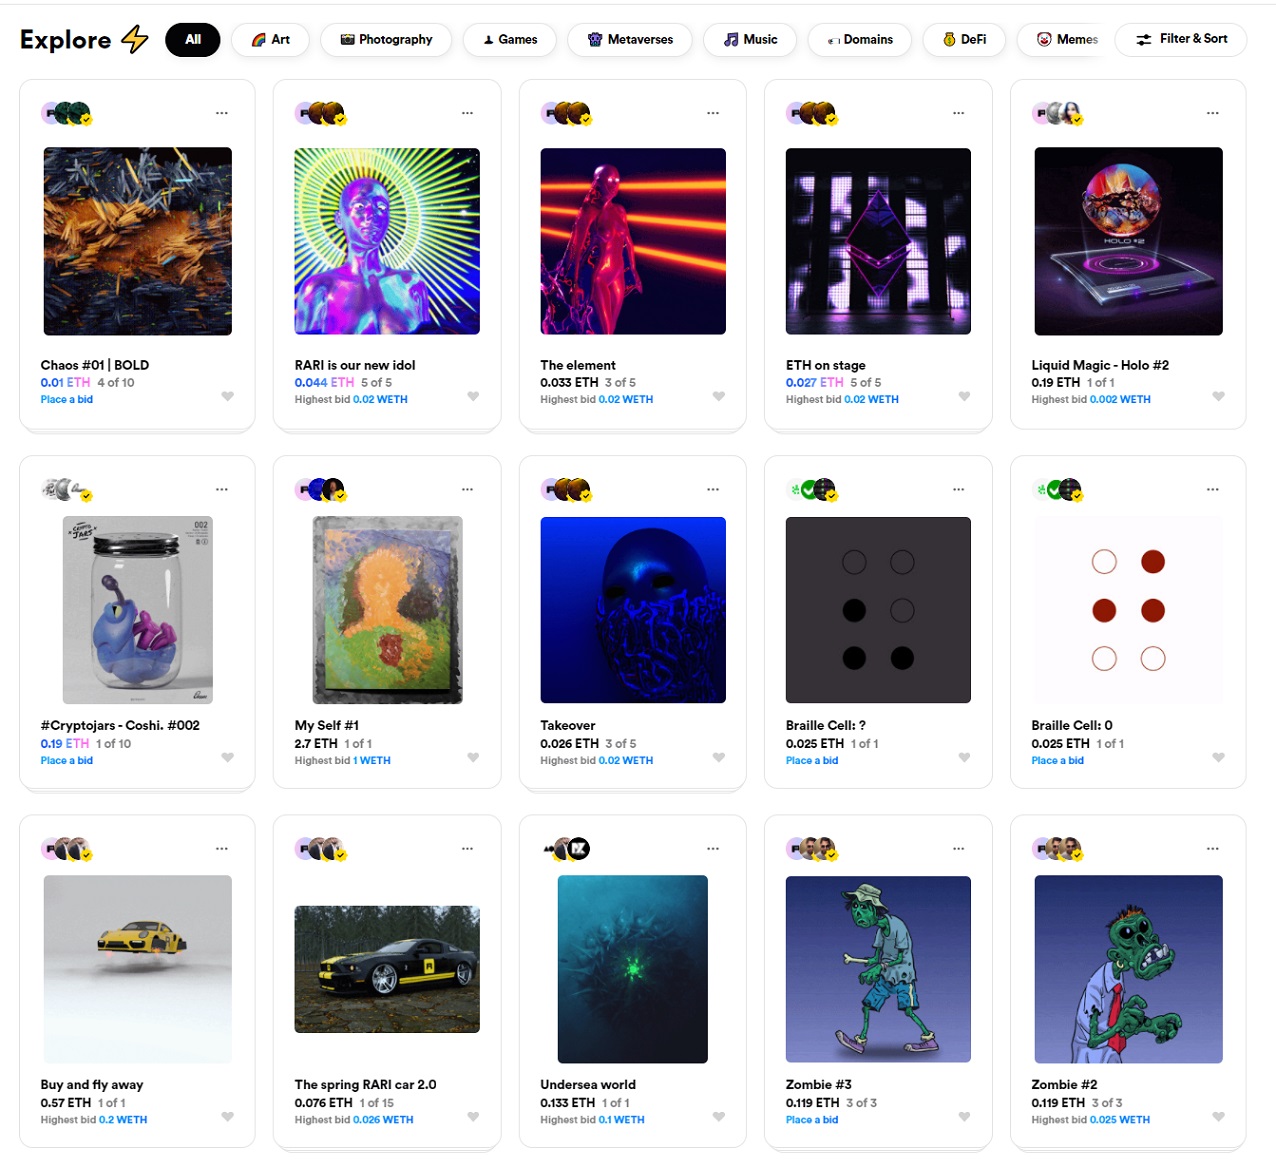 Explore
All
Art
Photography
Games
Metaverses
Music
Domains
DeFi
Memes
Filter & Sort
HOLO #2
Chaos #01 | BOLD
0.01 ETH 4 of 10
Place a bid
RARI is our new idol
0.044 ETH 5 of 5
Highest bid 0.02 WETH
The element
0.033 ETH 3 of 5
Highest bid 0.02 WETH
ETH on stage
0.027 ETH 5 of 5
Highest bid 0.02 WETH
Liquid Magic - Holo #2
0.19 ETH 1 of 1
Highest bid 0.002 WETH
CRYPTO
JARS
002
#Cryptojars - Coshi. #002
0.19 ETH 1 of 10
Place a bid
My Self #1
2.7 ETH 1 of 1
Highest bid 1 WETH
Takeover
0.026 ETH 3 of 5
Highest bid 0.02 WETH
Braille Cell: ?
0.025 ETH 1 of 1
Place a bid
Braille Cell: 0
0.025 ETH 1 of 1
Place a bid
Buy and fly away
0.57 ETH 1 of 1
Highest bid 0.2 WETH
The spring RARI car 2.0
0.076 ETH 1 of 15
Highest bid 0.026 WETH
Undersea world
0.133 ETH 1 of 1
Highest bid 0.1 WETH
Zombie #3
0.119 ETH 3 of 3
Place a bid
Zombie #2
0.119 ETH 3 of 3
Highest bid 0.025 WETH